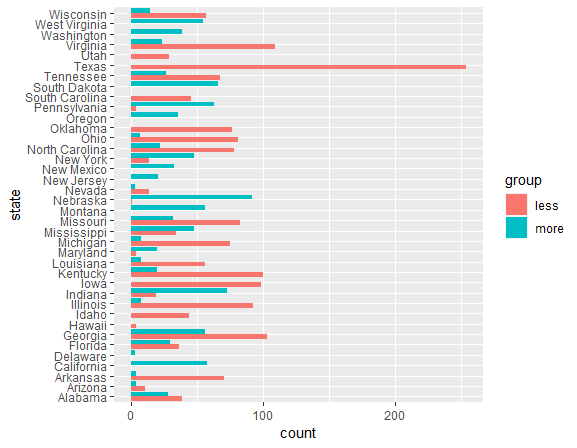 Wisconsin
West Virginia
Washington
Virginia
Utah
Texas
Tennessee
South Dakota
South Carolina
Pennsylvania
Oregon
Oklahoma
Ohio
North Carolina
New York
New Mexico
New Jersey
Nevada
Nebraska
Montana
Missouri
Mississippi
Michigan
Maryland
Louisiana
Kentucky
Iowa
Indiana
Illinois
Idaho
Hawaii
Georgia
Florida
Delaware
California
Arkansas
Arizona
Alabama
state
0 100 200
count
group
less
more